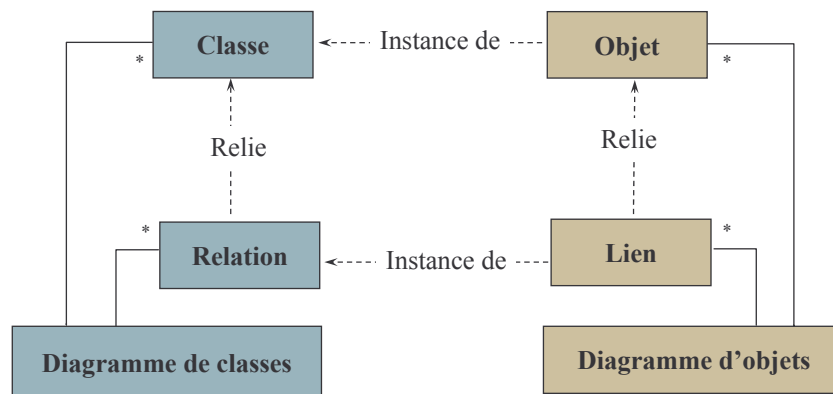 Classe
Instance de
Objet
*
*
Relie
Relie
*
*
Relation
Instance de
Lien
Diagramme de classes
Diagramme d’objets